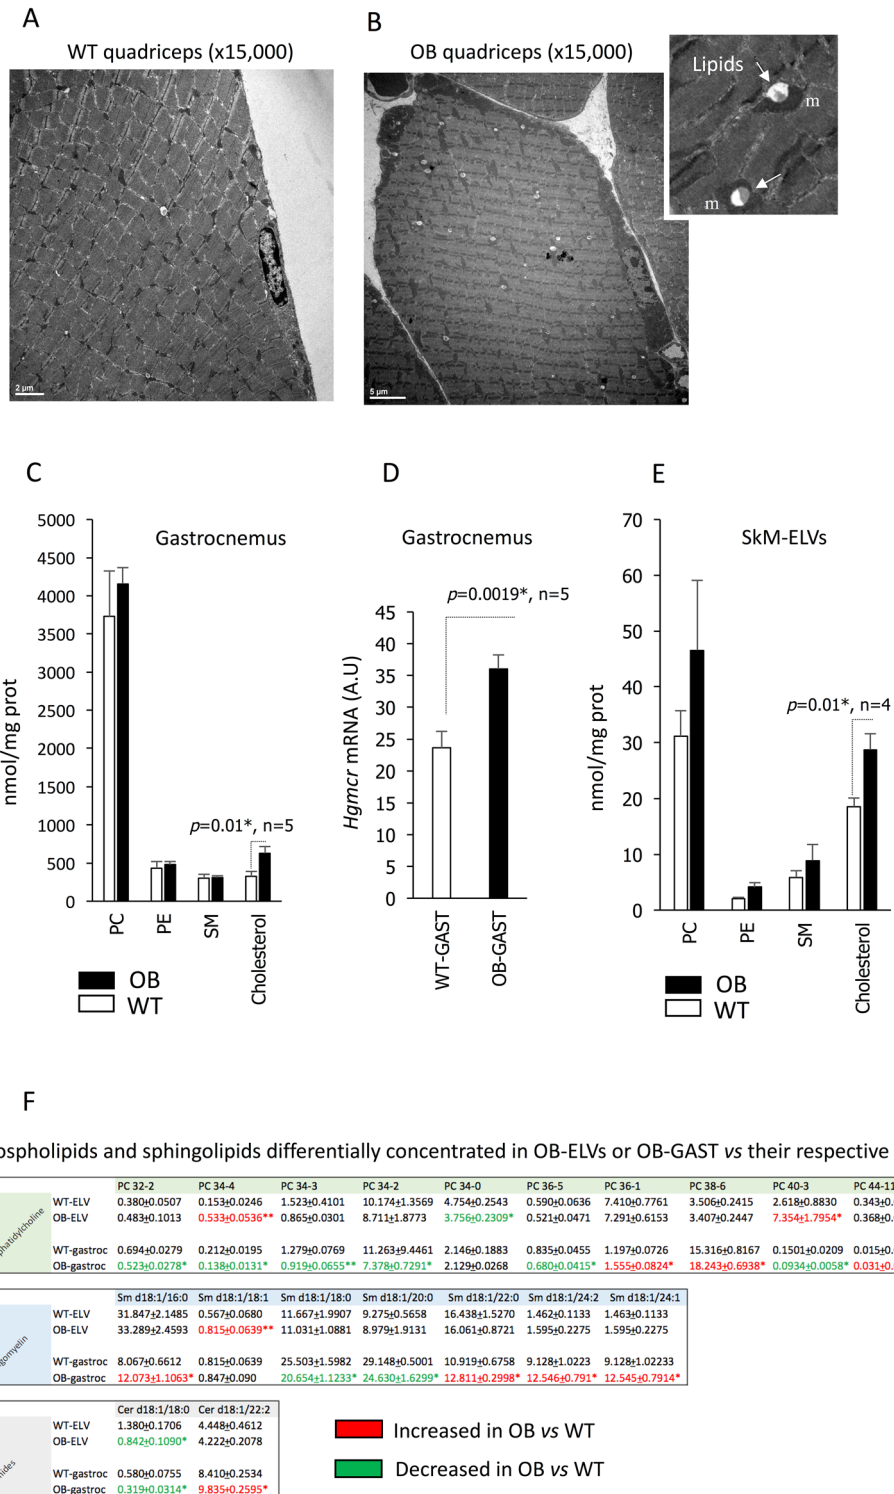 A
B
WT quadriceps (x15,000)
OB quadriceps (x15,000)
Lipids
m
m
2 µm
5 µm
C
D
E
Gastrocnemus
Gastrocnemus
SkM-ELVs
5000
4500
4000
3500
3000
2500
2000
1500
1000
500
0
nmol/mg prot
p=0.01*, n=5
PC
PE
SM
Cholesterol
OB
WT
p=0.0019*, n=5
45
40
35
30
25
20
15
10
5
0
Hgmcr mRNA (A.U)
WT-GAST
OB-GAST
70
60
50
40
30
20
10
0
nmol/mg prot
p=0.01*, n=4
PC
PE
SM
Cholesterol
OB
WT
F
ospholipids and sphingolipids differentially concentrated in OB-ELVs or OB-GAST vs their respective
PC 32-2 PC 34-4 PC 34-3 PC 34-2 PC 34-0 PC 36-5 PC 36-1 PC 38-6 PC 40-3 PC 44-11
WT-ELV 0.380±0.0507 0.153±0.0246 1.523±0.4101 10.174±1.3569 4.754±0.2543 0.590±0.0636 7.410±0.7761 3.506±0.2415 2.618±0.8830 0.343±0.
OB-ELV 0.483±0.1013 0.533±0.0536** 0.865±0.0301 8.711±1.8773 3.756±0.2309* 0.521±0.0471 7.291±0.6153 3.407±0.2447 7.354±1.7954* 0.368±0.
WT-gastroc 0.694±0.0279 0.212±0.0195 1.279±0.0769 11.263±9.4461 2.146±0.1883 0.835±0.0455 1.197±0.0726 15.316±0.8167 0.1501±0.0209 0.015±0.
OB-gastroc 0.523±0.0278* 0.138±0.0131* 0.919±0.0655** 7.378±0.7291* 2.129±0.0268 0.680±0.0415* 1.555±0.0824* 18.243±0.6938* 0.0934±0.0058* 0.031±0.
phatidylcholine
Sm d18:1/16:0 Sm d18:1/18:1 Sm d18:1/18:0 Sm d18:1/20:0 Sm d18:1/22:0 Sm d18:1/24:2 Sm d18:1/24:1
WT-ELV 31.847±2.1485 0.567±0.0680 11.667±1.9907 9.275±0.5658 16.438±1.5270 1.462±0.1133 1.463±0.1133
OB-ELV 33.289±2.4593 0.815±0.0639** 11.031±1.0881 8.979±1.9131 16.061±0.8721 1.595±0.2275 1.595±0.2275
WT-gastroc 8.067±0.6612 0.815±0.0639 25.503±1.5982 29.148±0.5001 10.919±0.6758 9.128±1.0223 9.128±1.02233
OB-gastroc 12.073±1.1063* 0.847±0.090 20.654±1.1233* 24.630±1.6299* 12.811±0.2998* 12.546±0.791* 12.545±0.7914*
ngomyelin
Cer d18:1/18:0 Cer d18:1/22:2
WT-ELV 1.380±0.1706 4.448±0.4612
OB-ELV 0.842±0.1090* 4.222±0.2078
WT-gastroc 0.580±0.0755 8.410±0.2534
OB-gastroc 0.319±0.0314* 9.835±0.2595*
mides
Increased in OB vs WT
Decreased in OB vs WT